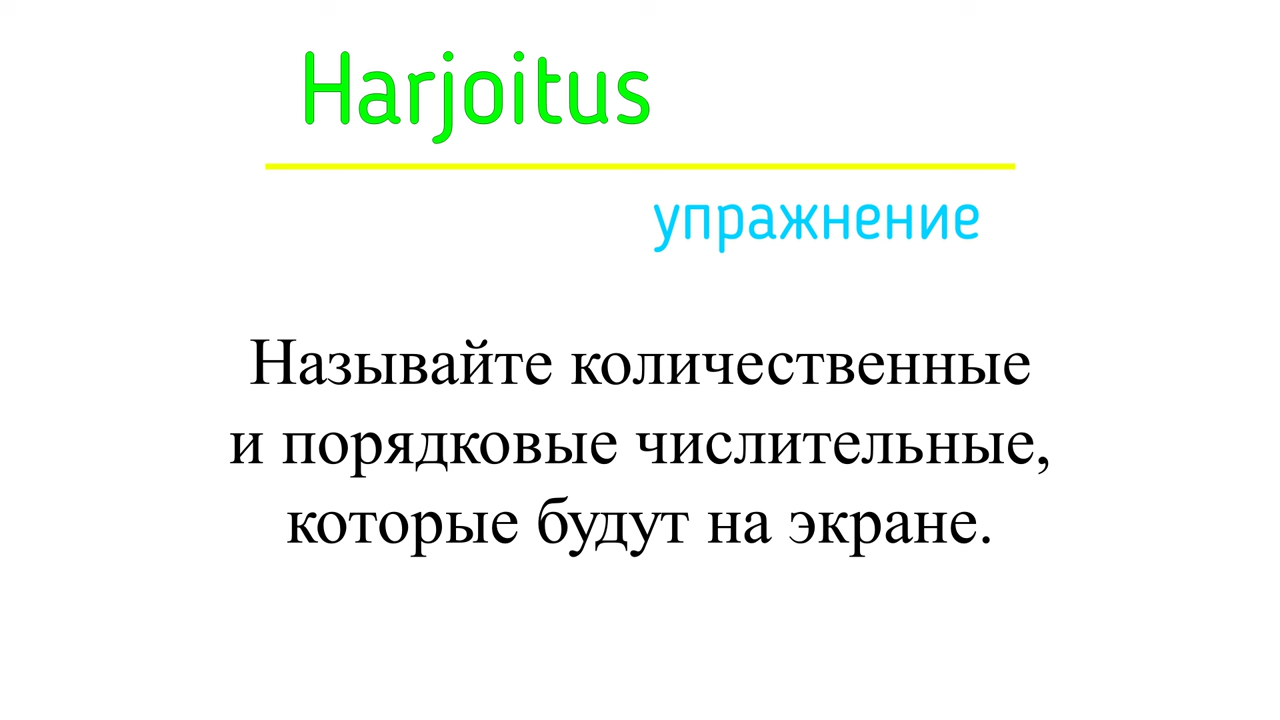 Harjoitus
упражнение
Называйте количественные
и порядковые числительные,
которые будут на экране.